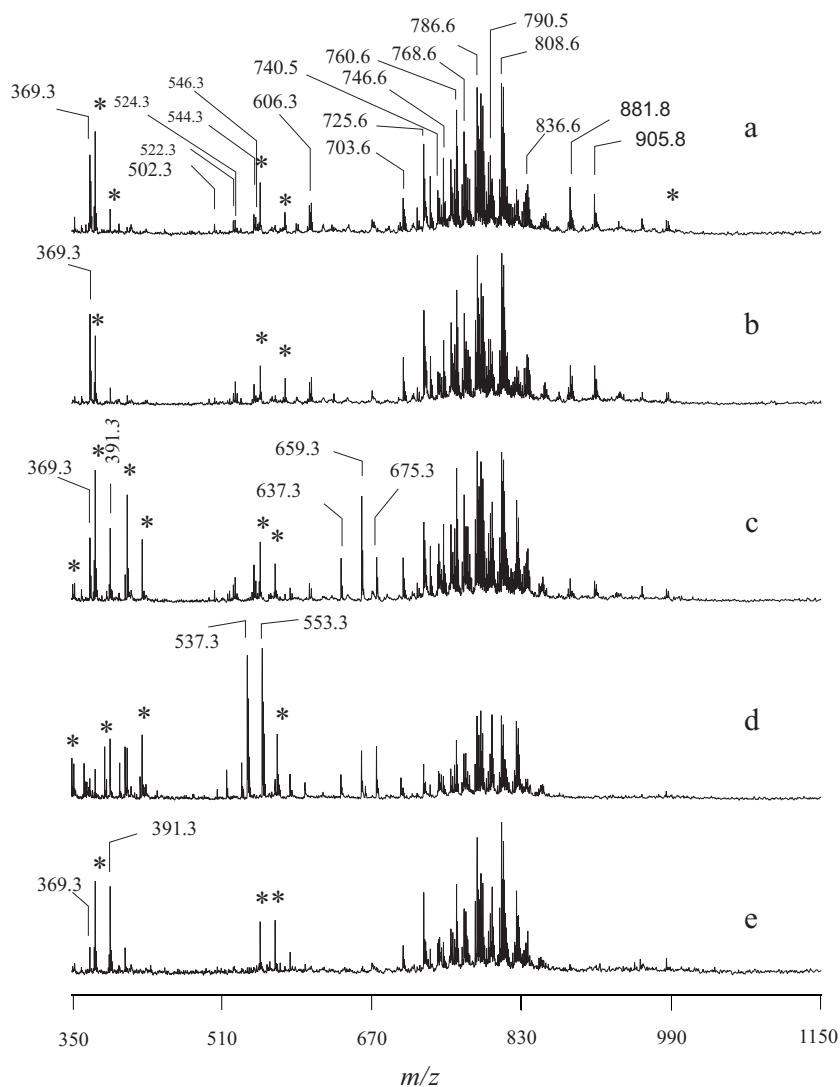 786.6 790.5
760.6 768.6 808.6
740.5 746.6
546.3
369.3 * 524.3 606.3 725.6 836.6 881.8 a
544.3 703.6 905.8
522.3 * * * *
502.3
369.3 b
* * *
* 391.3 * 659.3
369.3 637.3 675.3 c
* * * *
537.3 553.3
* * * * d
391.3
* * *
369.3 e
350 510 670 830 990 1150
m/z